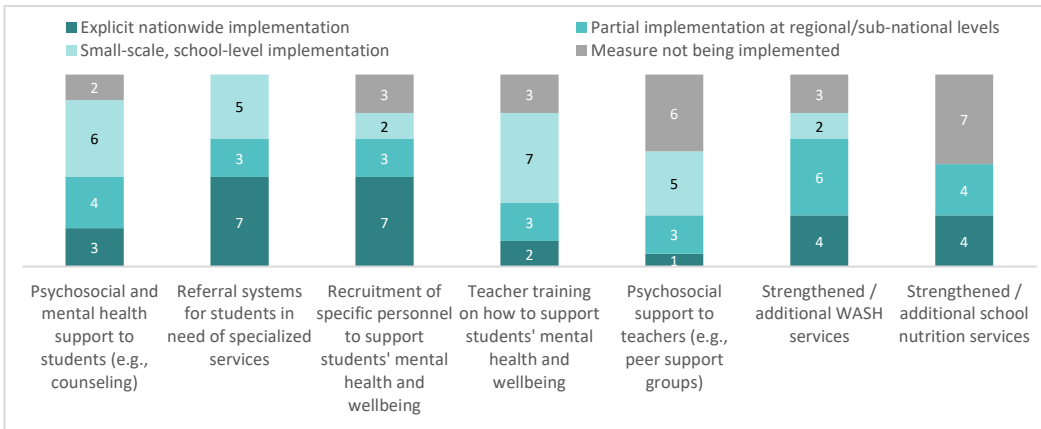 Explicit nationwide implementation
Partial implementation at regional/sub-national levels
Small-scale, school-level implementation
Measure not being implemented
2
6
4
3
5
3
7
3
2
3
7
3
7
3
2
6
5
3
1
3
2
6
4
7
4
4
Psychosocial and
mental health
support to
students (e.g.,
counseling)
Referral systems
for students in
need of specialized
services
Recruitment of
specific personnel
to support
students' mental
health and
wellbeing
Teacher training
on how to support
students' mental
health and
wellbeing
Psychosocial
support to
teachers (e.g.,
peer support
groups)
Strengthened /
additional WASH
services
Strengthened /
additional school
nutrition services